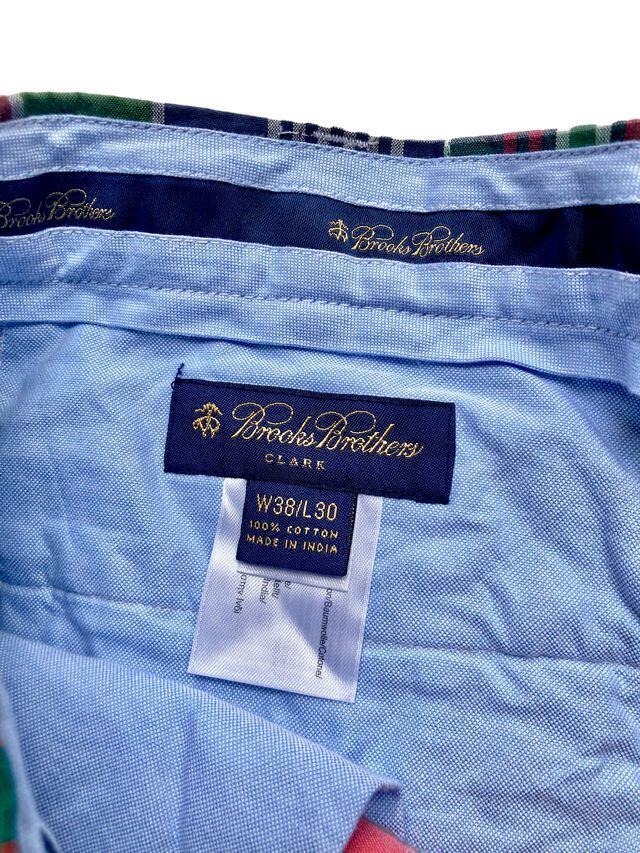 Brooks Brothers
Brooks Brothers
Brooks Brothers
CLARK
W38/L30
100% COTTON
MADE IN INDIA